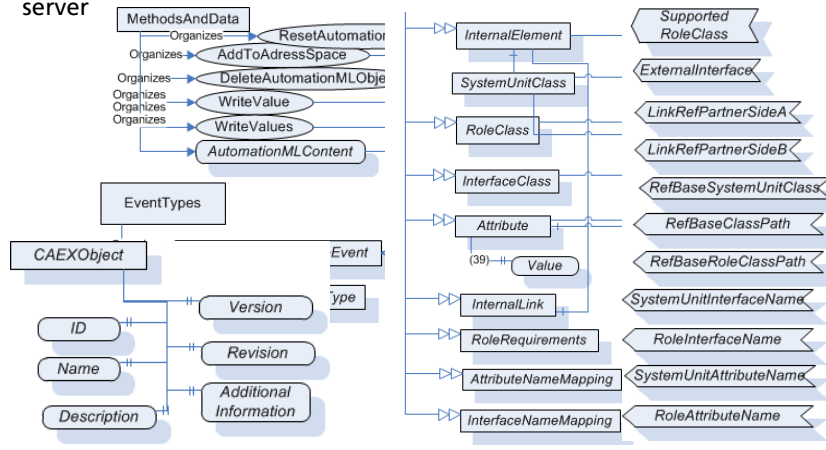 server
MethodsAndData
Organizes
ResetAutomation
Organizes
AddToAdressSpace
Organizes
DeleteAutomationMLObje
Organizes
Organizes
Organizes
WriteValue
WriteValues
AutomationMLContent
EventTypes
CAEXObject
Event
Type
Version
ID
Revision
Name
Additional
Information
Description
InternalElement
SystemUnitClass
RoleClass
InterfaceClass
Attribute
(39)
Value
InternalLink
RoleRequirements
AttributeNameMapping
InterfaceNameMapping
Supported
RoleClass
ExternalInterface
LinkRefPartnerSideA
LinkRefPartnerSideB
RefBaseSystemUnitClass
RefBaseClassPath
RefBaseRoleClassPath
SystemUnitInterfaceName
RoleInterfaceName
SystemUnitAttributeName
RoleAttributeName